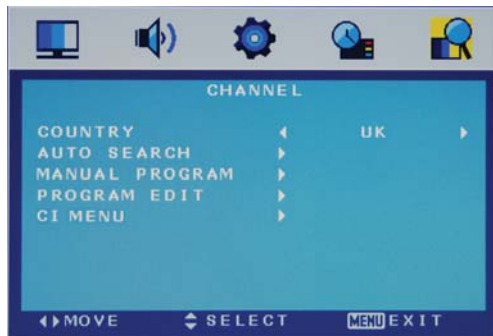 CHANNEL
COUNTRY UK
AUTO SEARCH
MANUAL PROGRAM
PROGRAM EDIT
CI MENU
MOVE SELECT MENU EXIT